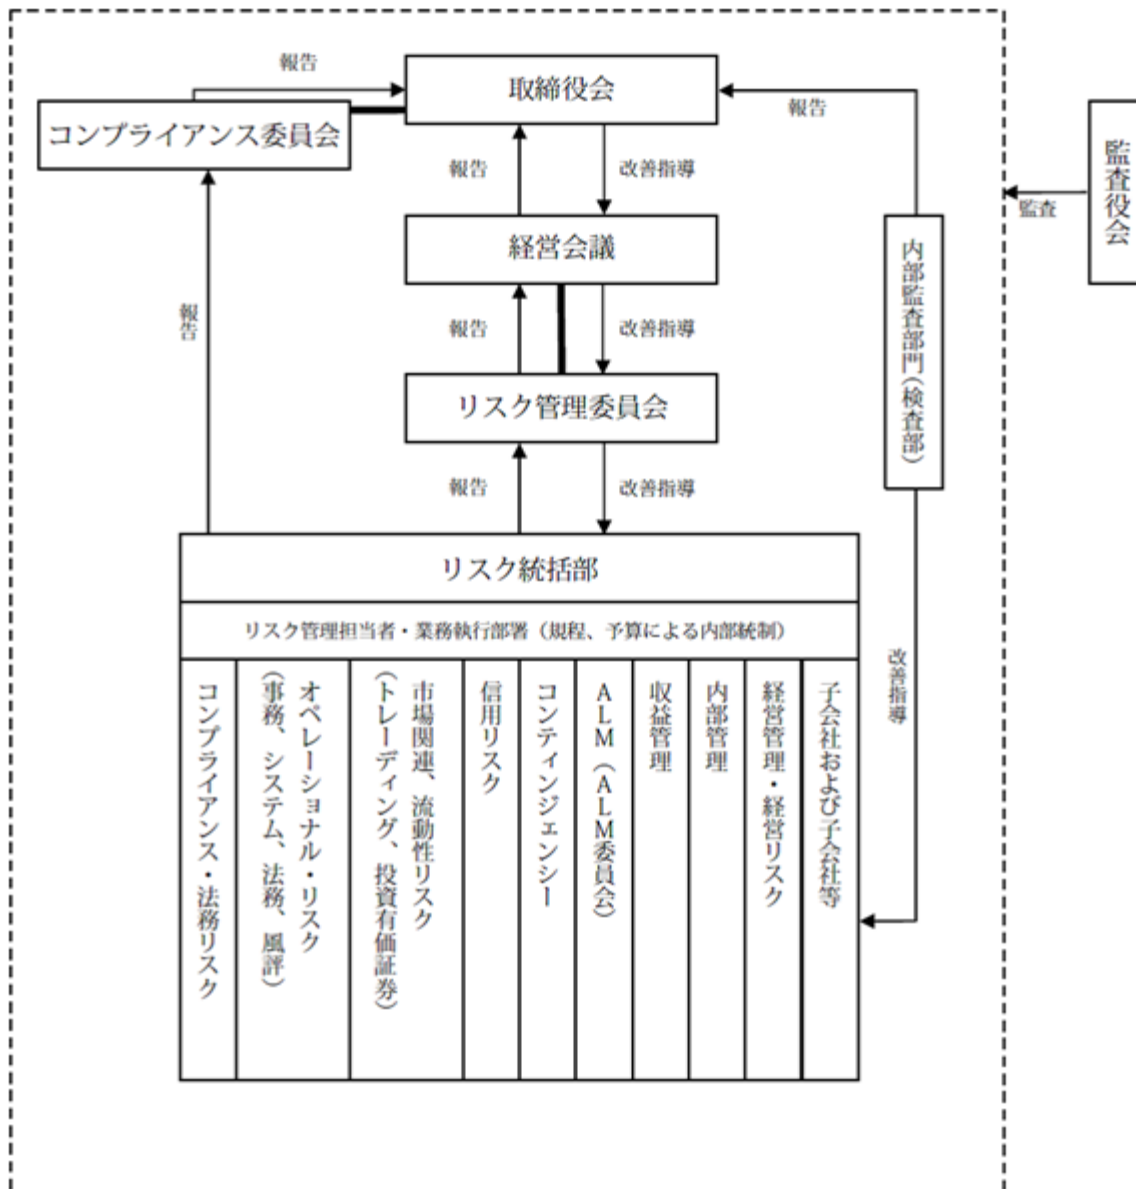 報告
取締役会
報告
コンプライアンス委員会
監査役会
監査
報告
改善指導
経営会議
内部監査部門(検査部)
報告
報告
改善指導
リスク管理委員会
報告
改善指導
リスク統括部
リスク管理担当者・業務執行部署（規程、予算による内部統制）
改善指導
コンプライアンス・法務リスク
オペレーショナル・リスク
（事務、システム、法務、風評）
市場関連、流動性リスク
（トレーディング、投資有価証券）
信用リスク
コンティンジェンシー
ALM（ALM委員会）
収益管理
内部管理
経営管理・経営リスク
子会社および子会社等